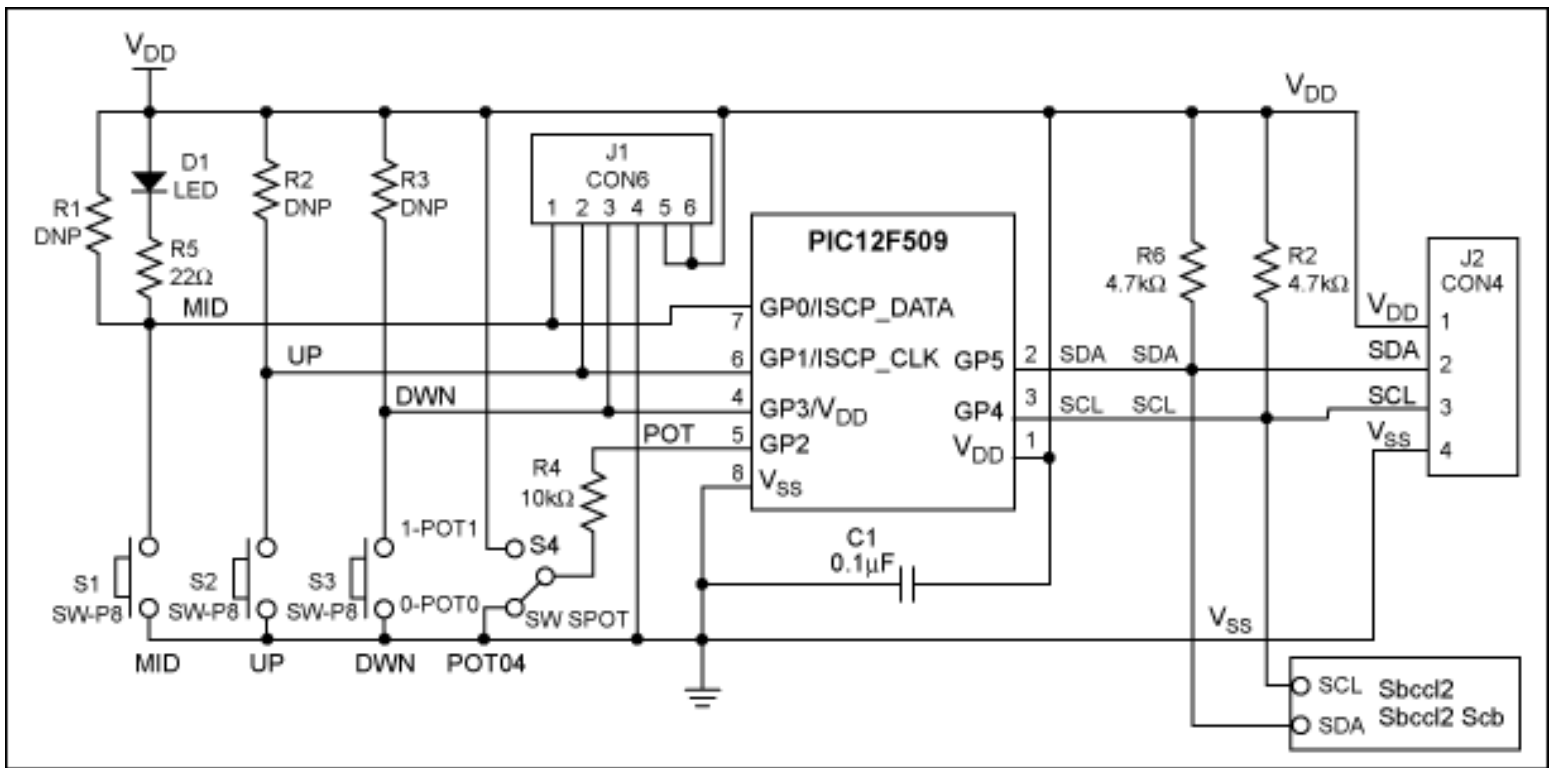 VDD
VDD
D1
LED
R1
DNP
R2
DNP
R3
DNP
R5
22Ω
J1
CON6
1 2 3 4 5 6
PIC12F509
R6
4.7kΩ
R2
4.7kΩ
J2
CON4
MID
7 GP0/ISCP_DATA
VDD
1
UP
6 GP1/ISCP_CLK
GP5 2 SDA SDA
SDA
2
DWN
4 GP3/VDD
GP4 3 SCL SCL
SCL
3
POT
5 GP2
VDD 1
VSS
4
8 VSS
R4
10kΩ
1-POT1
S4
C1
0.1μF
S1
SW-P8
S2
SW-P8
S3
SW-P8
0-POT0
SW SPOT
VSS
MID
UP
DWN
POT04
SCL
SDA
Sbccl2
Sbccl2 Scb